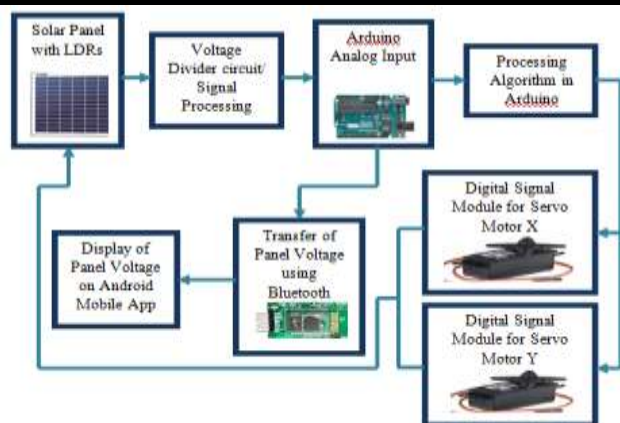 Solar Panel
with LDRs
Voltage
Divider circuit/
Signal
Processing
Arduino
Analog Input
Processing
Algorithm in
Arduino
Digital Signal
Module for Servo
Motor X
Display of
Panel Voltage
on Android
Mobile App
Transfer of
Panel Voltage
using
Bluetooth
Digital Signal
Module for Servo
Motor Y